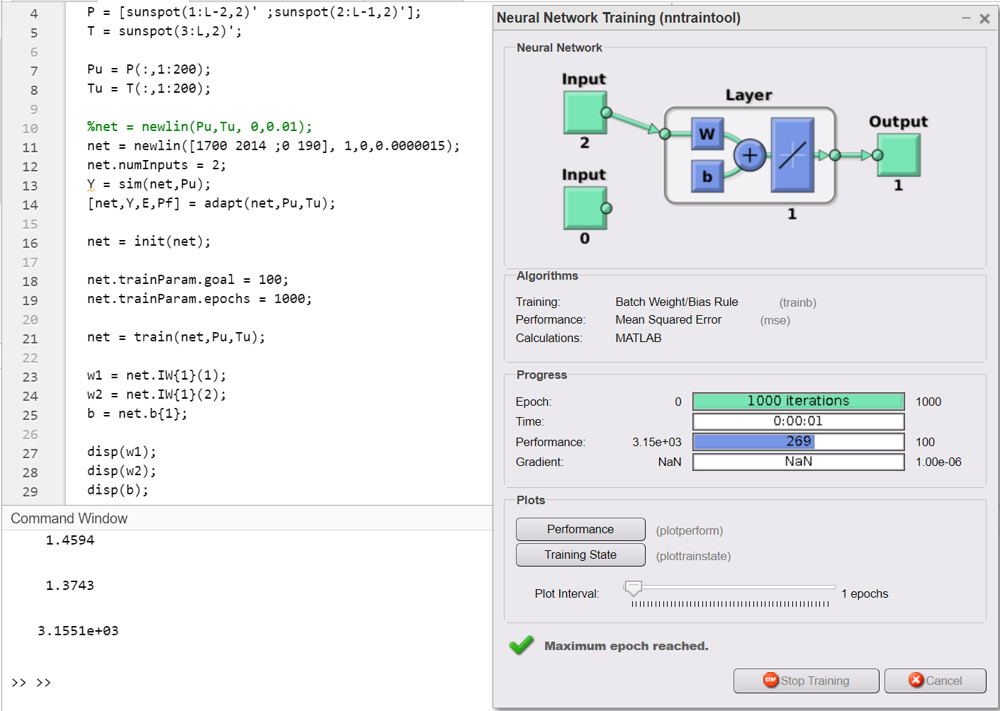 4 P = [sunspot(1:L-2,2)' ;sunspot(2:L-1,2)'];
5 T = sunspot(3:L,2)';
6
7 Pu = P(:,1:200);
8 Tu = T(:,1:200);
9
10 %net = newlin(Pu,Tu, 0,0.01);
11 net = newlin([1700 2014 ;0 190], 1,0,0.0000015);
12 net.numInputs = 2;
13 Y = sim(net,Pu);
14 [net,Y,E,Pf] = adapt(net,Pu,Tu);
15
16 net = init(net);
17
18 net.trainParam.goal = 100;
19 net.trainParam.epochs = 1000;
20
21 net = train(net,Pu,Tu);
22
23 w1 = net.IW{1}(1);
24 w2 = net.IW{1}(2);
25 b = net.b{1};
26
27 disp(w1);
28 disp(w2);
29 disp(b);
Command Window
1.4594
1.3743
3.1551e+03
>> >>
Neural Network Training (nntraintool)
Neural Network
Input
2
Input
0
Layer
W
b
+
1
Output
1
Algorithms
Training: Batch Weight/Bias Rule (trainb)
Performance: Mean Squared Error (mse)
Calculations: MATLAB
Progress
Epoch: 0 1000 iterations 1000
Time: 0:00:01
Performance: 3.15e+03 269 100
Gradient: NaN NaN 1.00e-06
Plots
Performance (plotperform)
Training State (plottrainstate)
Plot Interval: 1 epochs
Maximum epoch reached.
STOP Stop Training Cancel